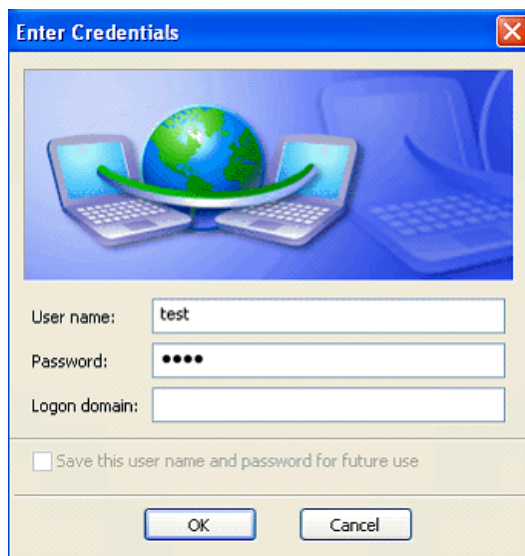 Enter Credentials
User name: test
Password: ••••
Logon domain:
Save this user name and password for future use
OK Cancel